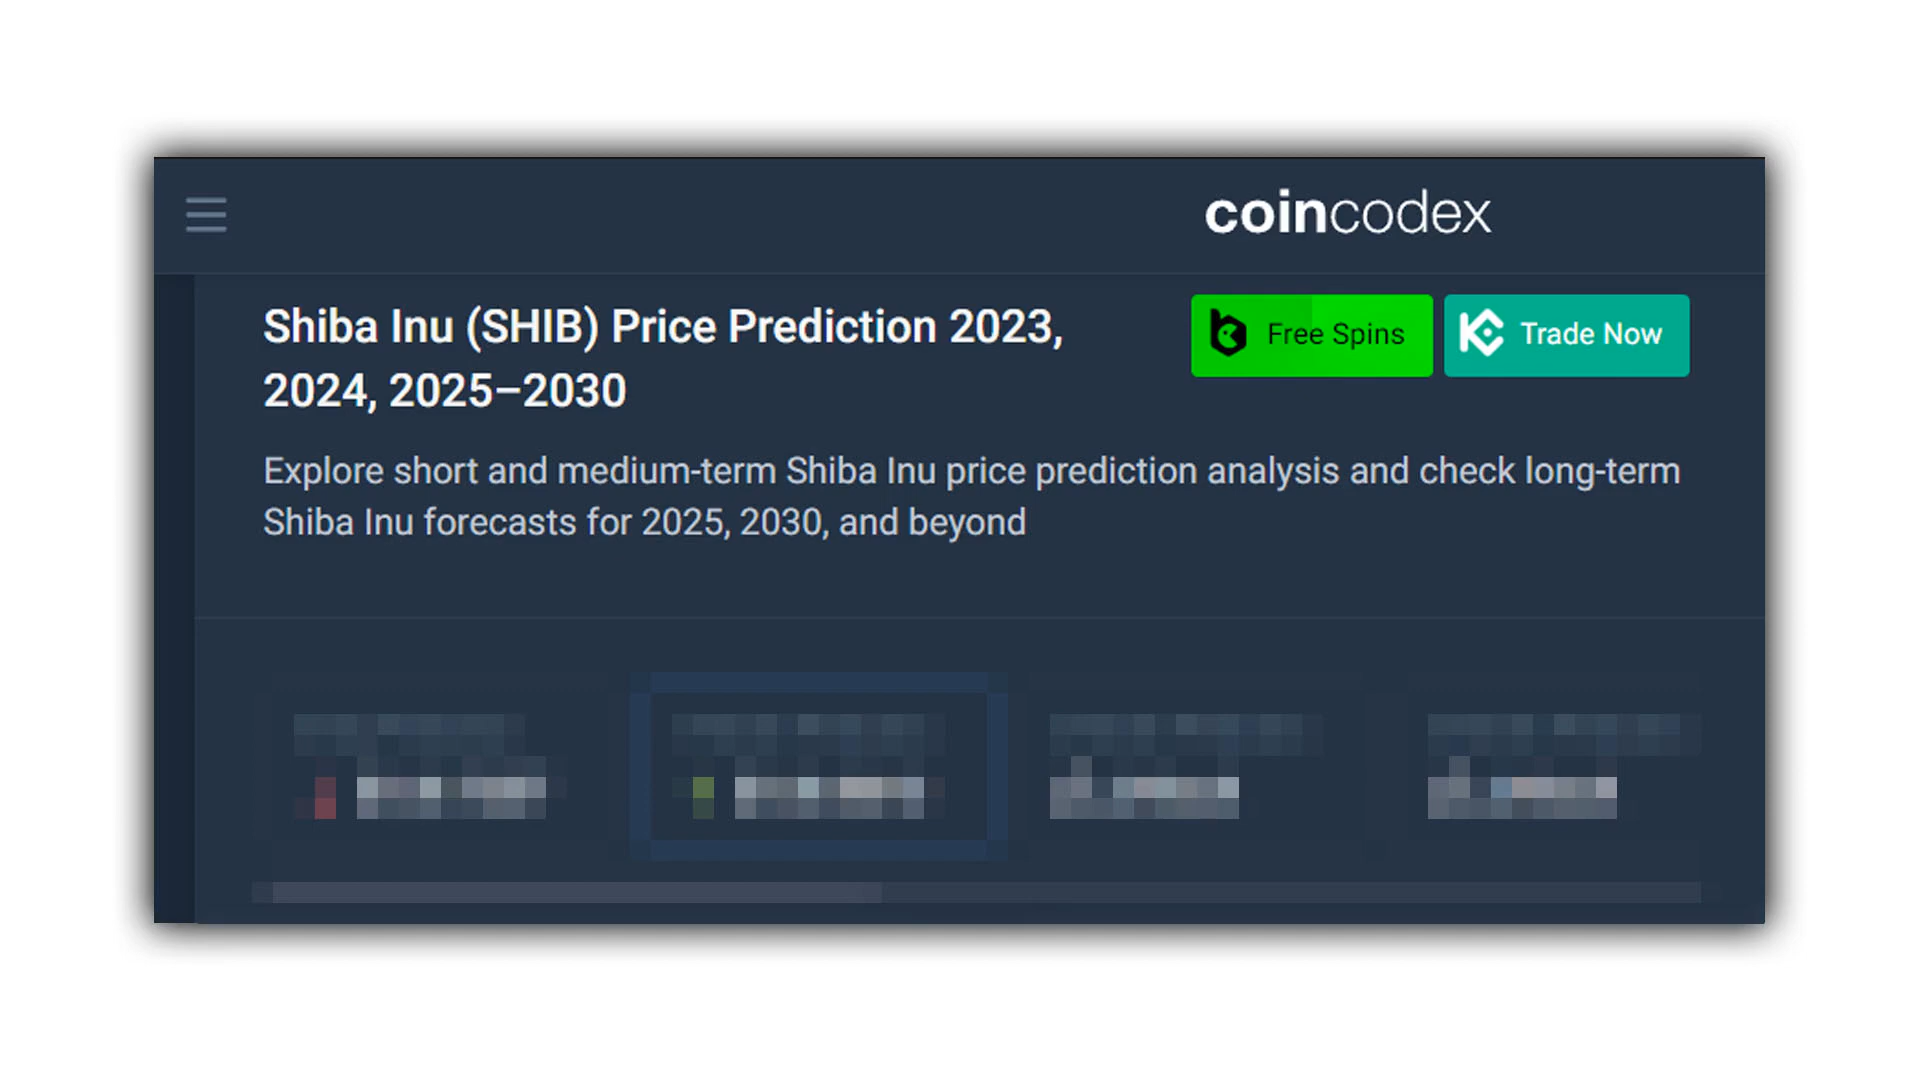 coincodex
Shiba Inu (SHIB) Price Prediction 2023,
2024, 2025–2030
Free Spins
Trade Now
Explore short and medium-term Shiba Inu price prediction analysis and check long-term
Shiba Inu forecasts for 2025, 2030, and beyond